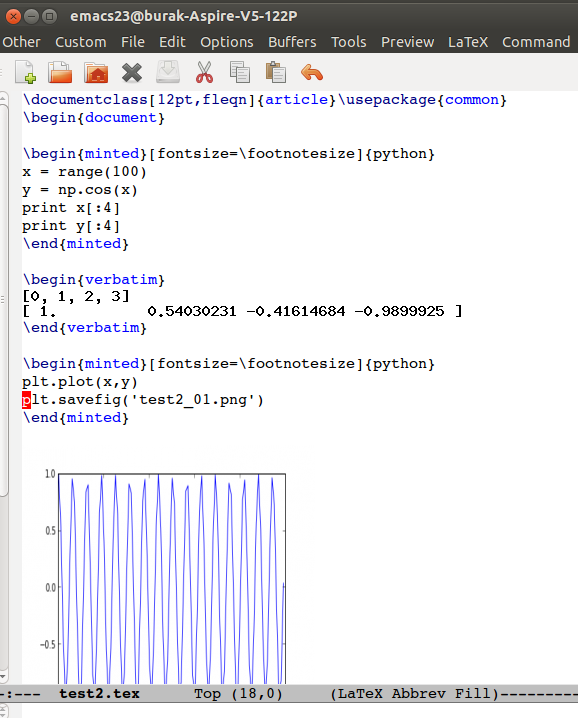 emacs23@burak-Aspire-V5-122P
Other Custom File Edit Options Buffers Tools Preview LaTeX Command
\documentclass[12pt,fleqn]{article}\usepackage{common}
\begin{document}
\begin{minted}[fontsize=\footnotesize]{python}
x = range(100)
y = np.cos(x)
print x[:4]
print y[:4]
\end{minted}
\begin{verbatim}
[0, 1, 2, 3]
[ 1.          0.54030231 -0.41614684 -0.9899925 ]
\end{verbatim}
\begin{minted}[fontsize=\footnotesize]{python}
plt.plot(x,y)
plt.savefig('test2_01.png')
\end{minted}
1.0
0.5
0.0
-0.5
-:--- test2.tex Top (18,0) (LaTeX Abbrev Fill)---------